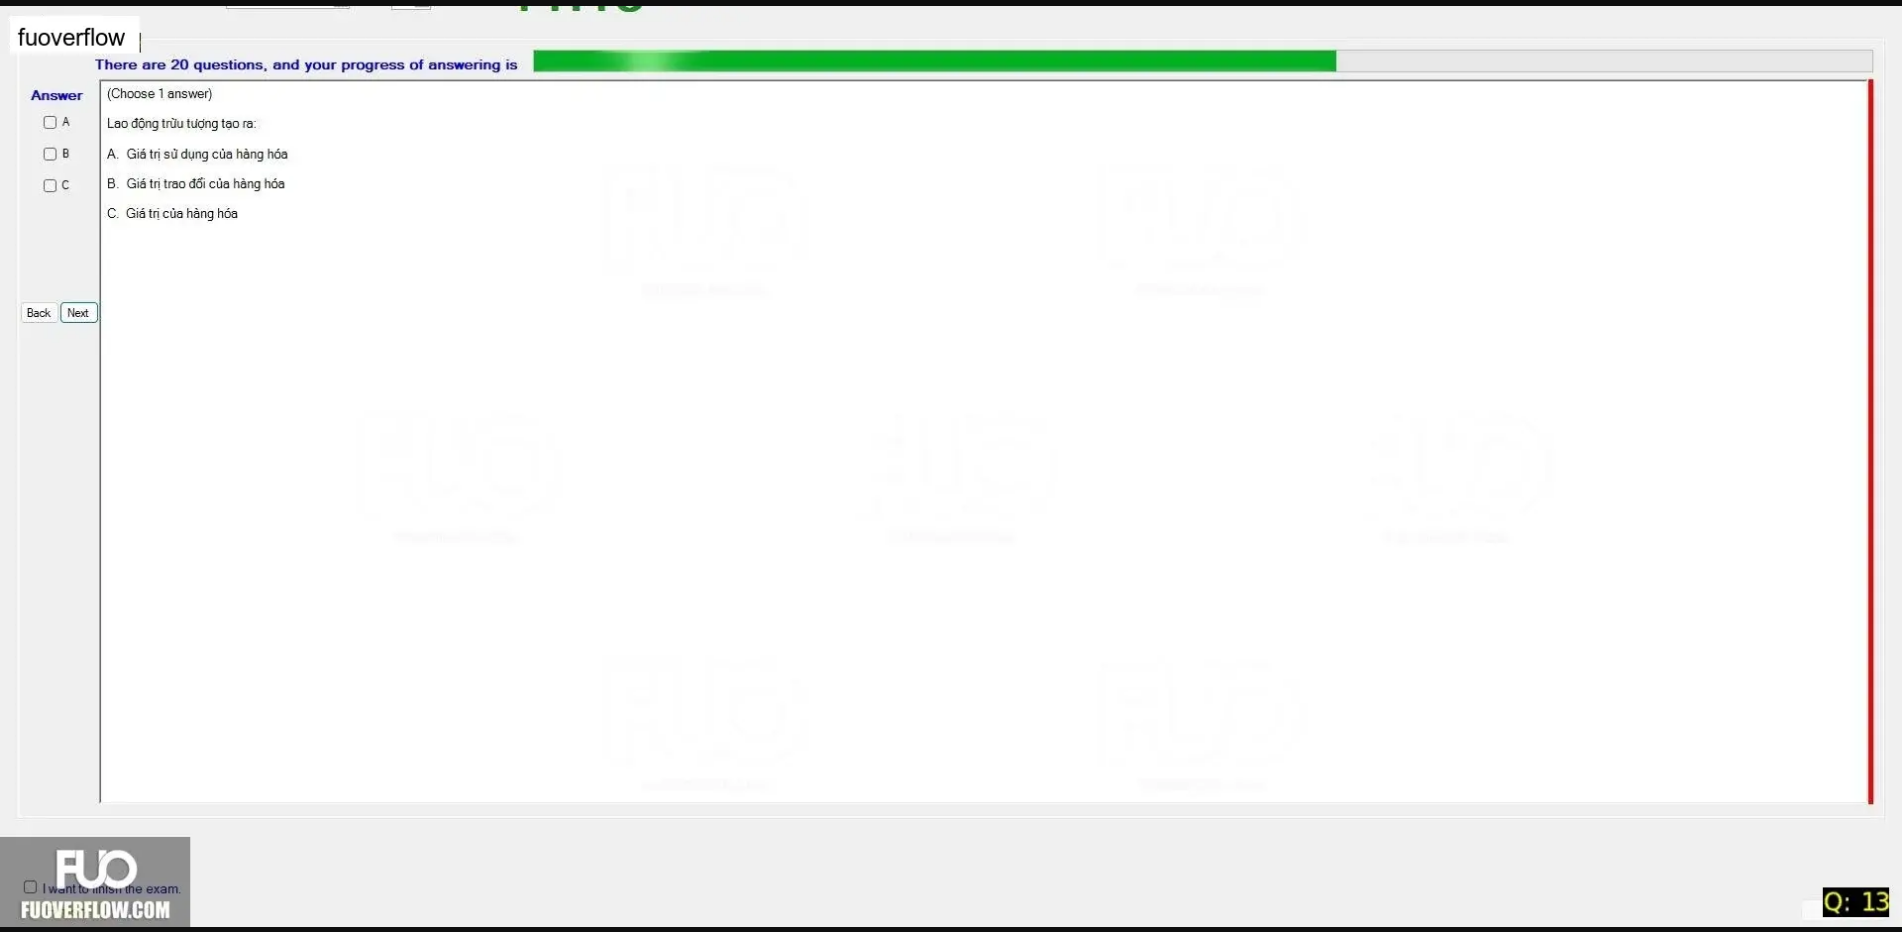 fuoverflow
There are 20 questions, and your progress of answering is
Answer
(Choose 1 answer)
A
Lao động trừu tượng tạo ra:
B
A. Giá trị sử dụng của hàng hóa
C
B. Giá trị trao đổi của hàng hóa
C. Giá trị của hàng hóa
Back Next
FUO
I want to finish the exam.
FUOVERFLOW.COM
Q: 13